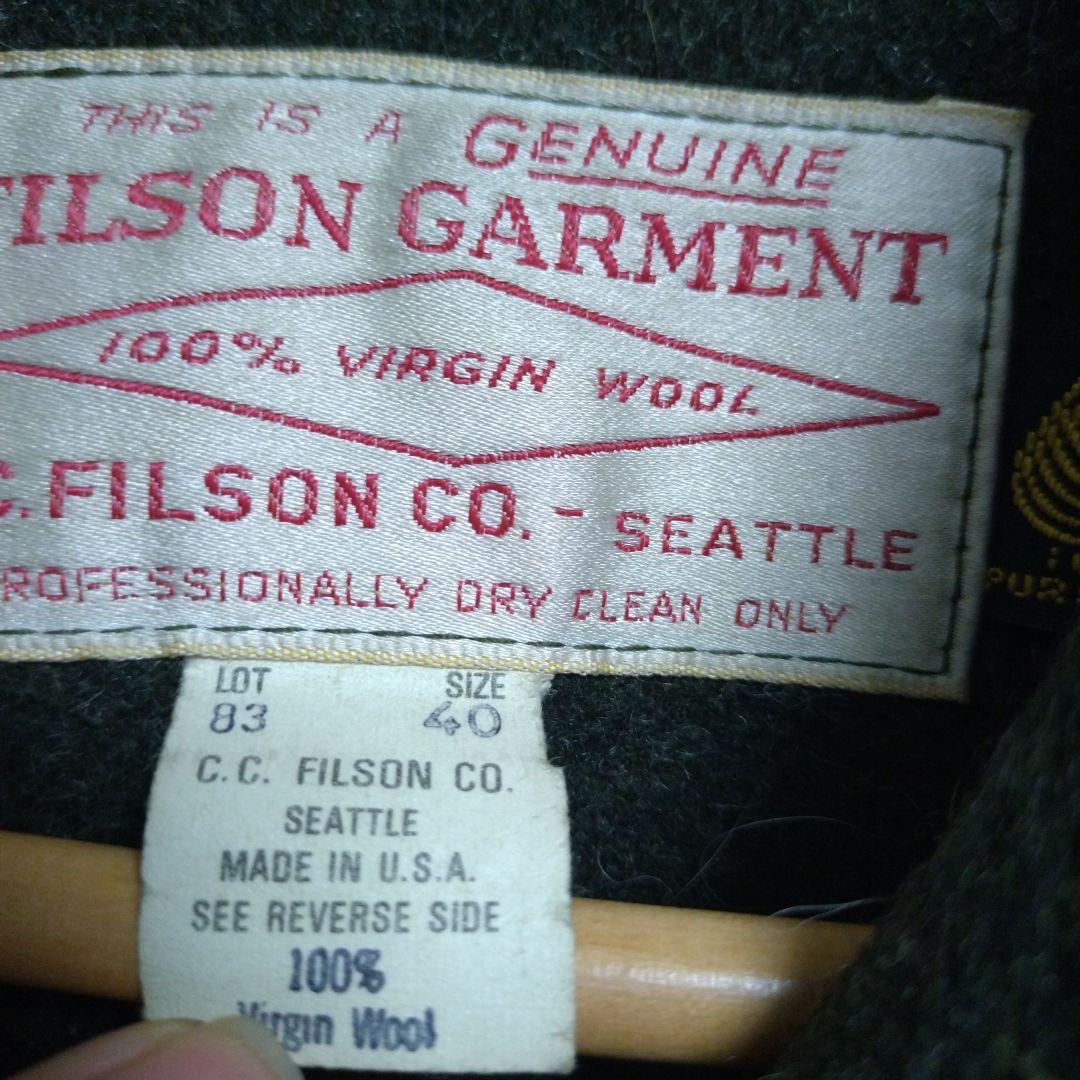 THIS IS A GENUINE
FILSON GARMENT
100% VIRGIN WOOL
C. FILSON CO. - SEATTLE
PROFESSIONALLY DRY CLEAN ONLY
LOT SIZE
83 40
C.C. FILSON CO.
SEATTLE
MADE IN U.S.A.
SEE REVERSE SIDE
100%
Virgin Wool
PUR